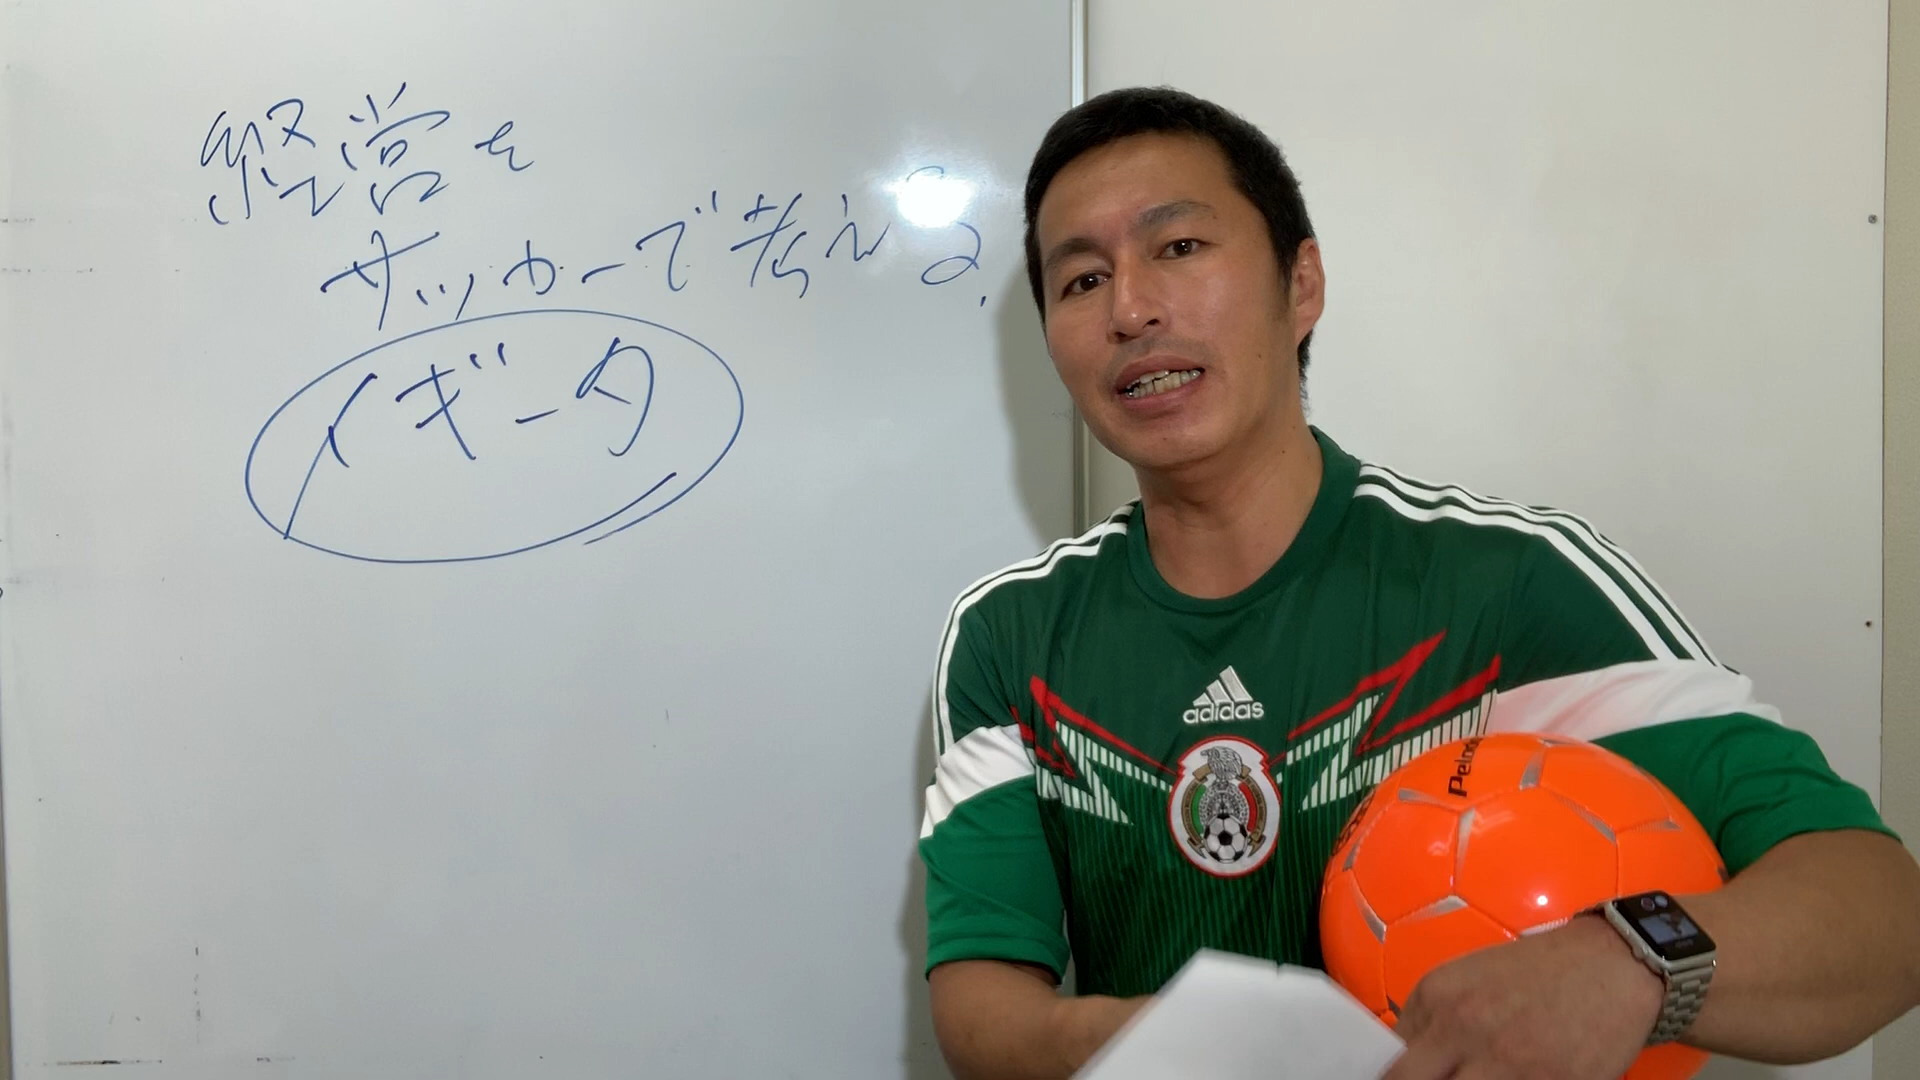 経営を
サッカーで考える.
イギータ
adidas